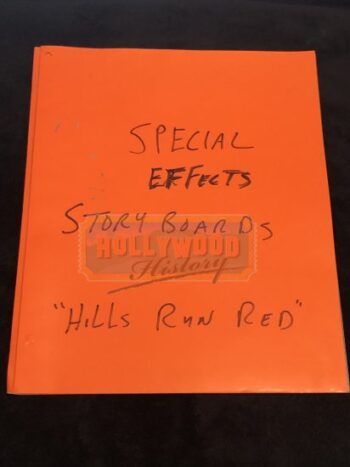 SPECIAL
EFFECTS
STORY BOARDS
HOLLYWOOD
History
"HILLS RUN RED"